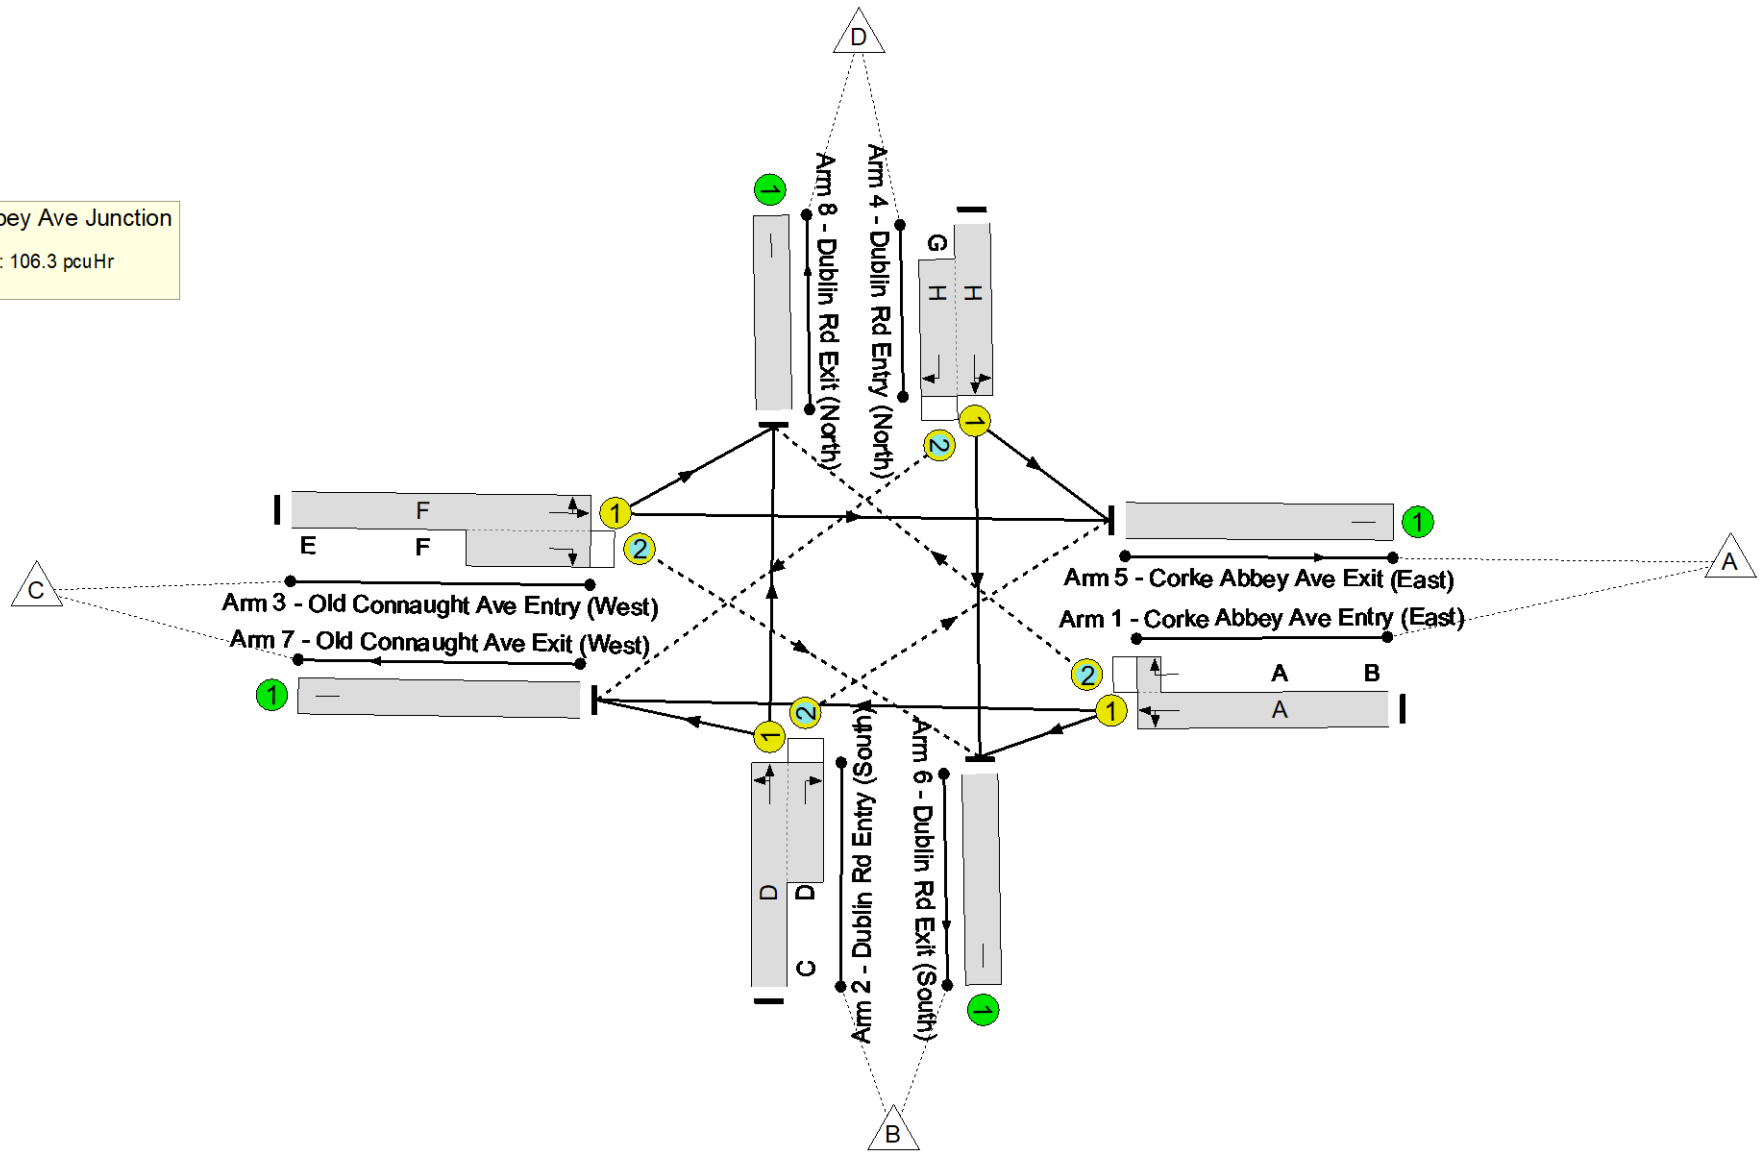 D
bey Ave Junction
: 106.3 pcuHr
Arm 8 - Dublin Rd Exit (North)
Arm 4 - Dublin Rd Entry (North)
1
G
H
H
1
2
F
1
E
F
2
1
C
A
Arm 3 - Old Connaught Ave Entry (West)
Arm 7 - Old Connaught Ave Exit (West)
Arm 5 - Corke Abbey Ave Exit (East)
Arm 1 - Corke Abbey Ave Entry (East)
1
2
A
B
1
A
1
2
D
D
C
Arm 2 - Dublin Rd Entry (South)
Arm 6 - Dublin Rd Exit (South)
1
B